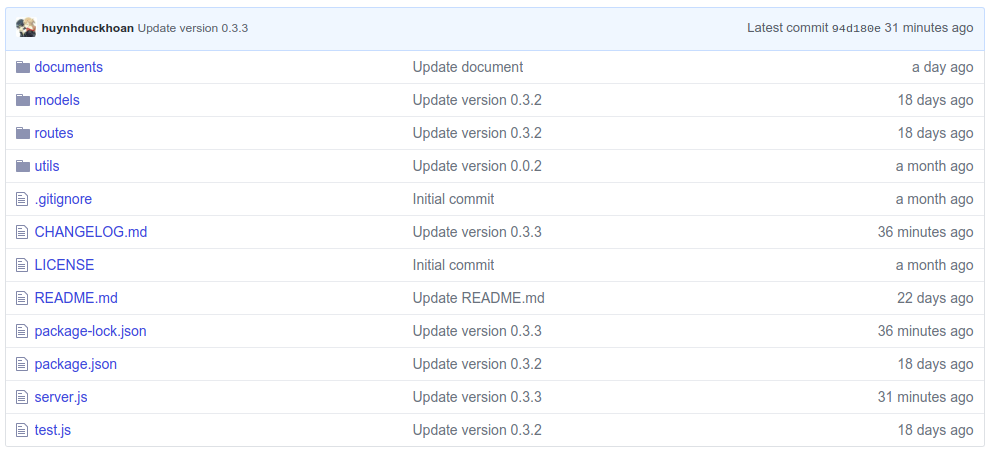 huynhduckhoan Update version 0.3.3 Latest commit 94d180e 31 minutes ago
documents Update document a day ago
models Update version 0.3.2 18 days ago
routes Update version 0.3.2 18 days ago
utils Update version 0.0.2 a month ago
.gitignore Initial commit a month ago
CHANGELOG.md Update version 0.3.3 36 minutes ago
LICENSE Initial commit a month ago
README.md Update README.md 22 days ago
package-lock.json Update version 0.3.3 36 minutes ago
package.json Update version 0.3.2 18 days ago
server.js Update version 0.3.3 31 minutes ago
test.js Update version 0.3.2 18 days ago